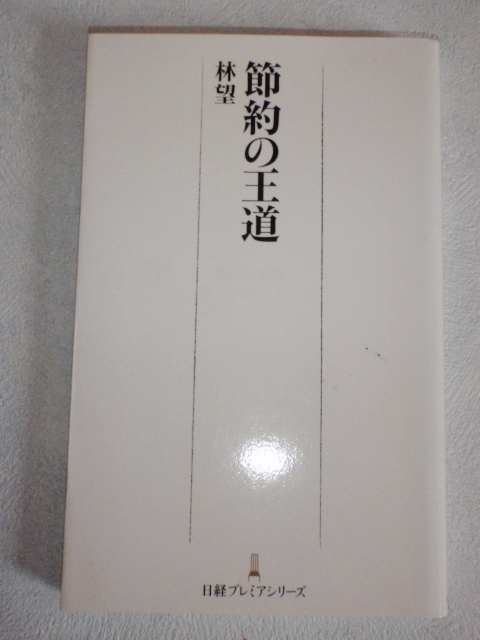 節約の王道
林望
日経プレミアシリーズ